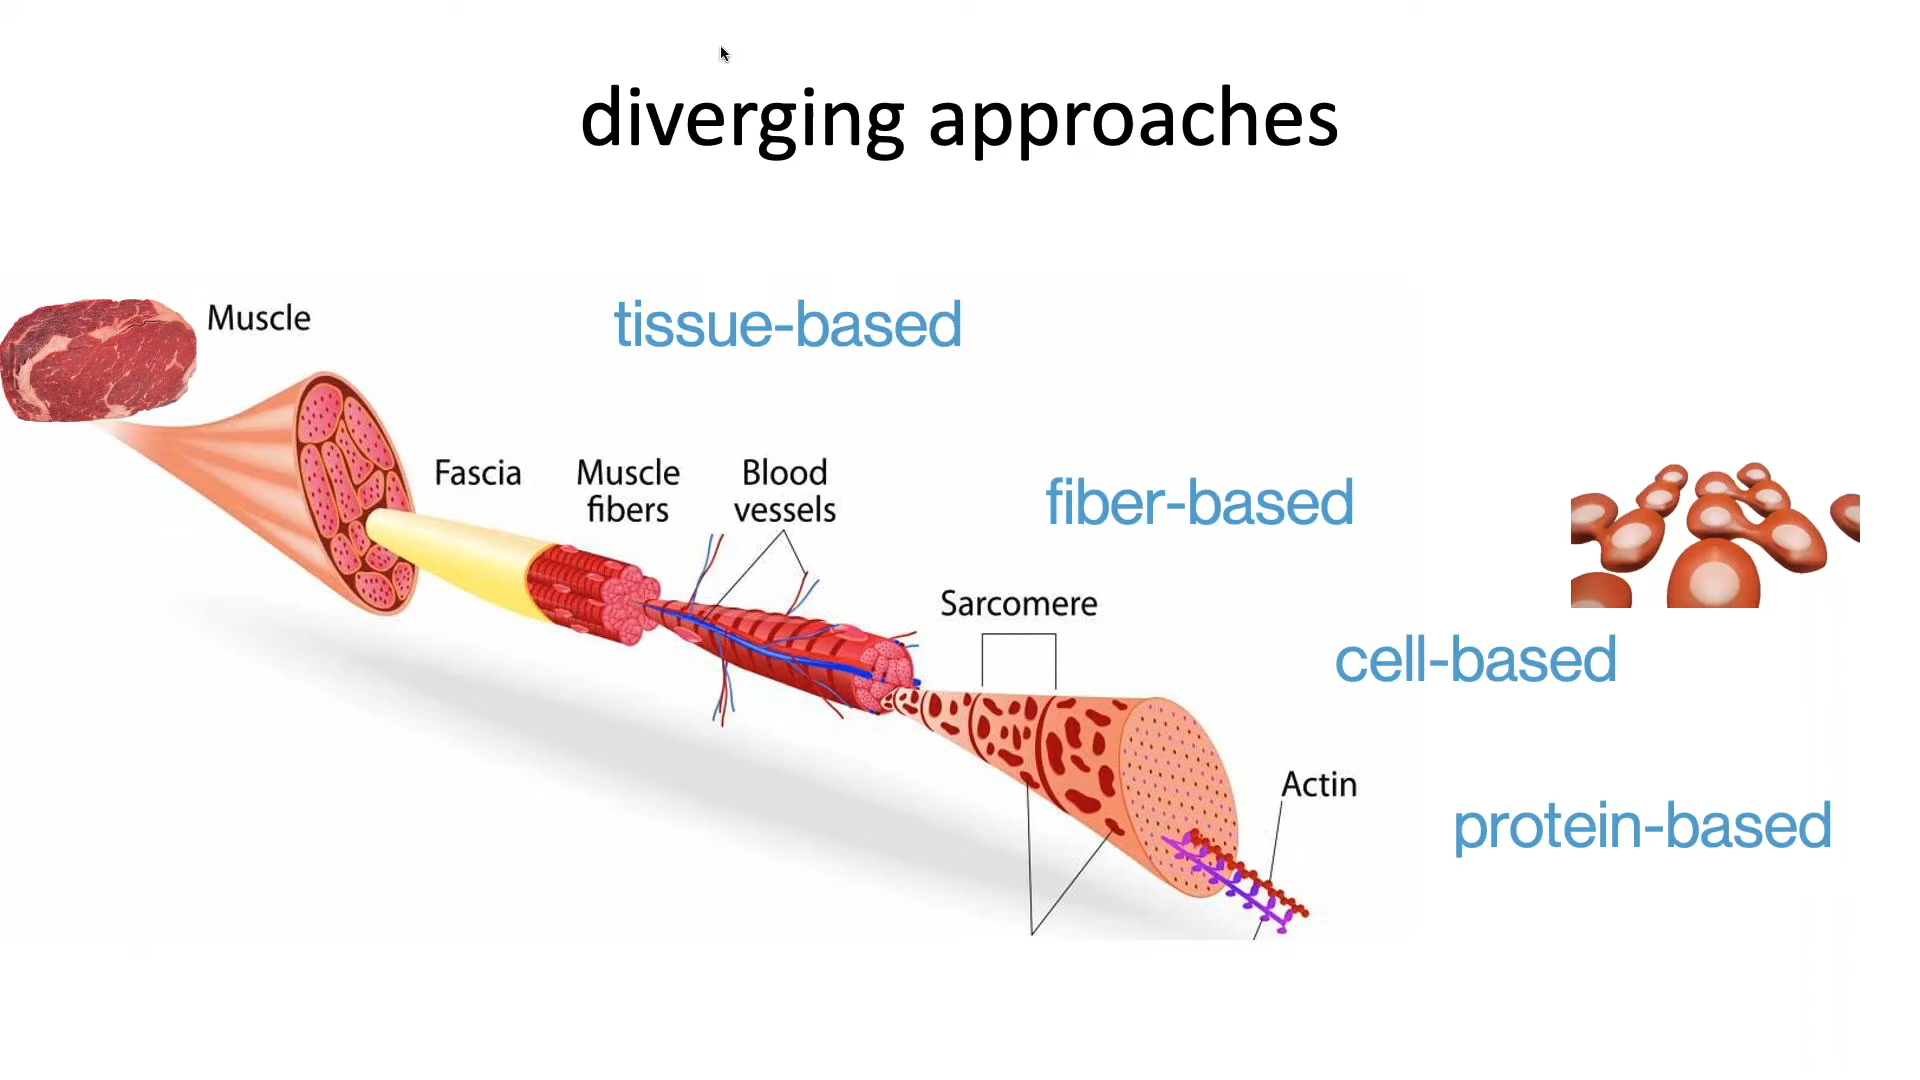 diverging approaches
Muscle
tissue-based
Fascia
Muscle
fibers
Blood
vessels
fiber-based
Sarcomere
cell-based
Actin
protein-based